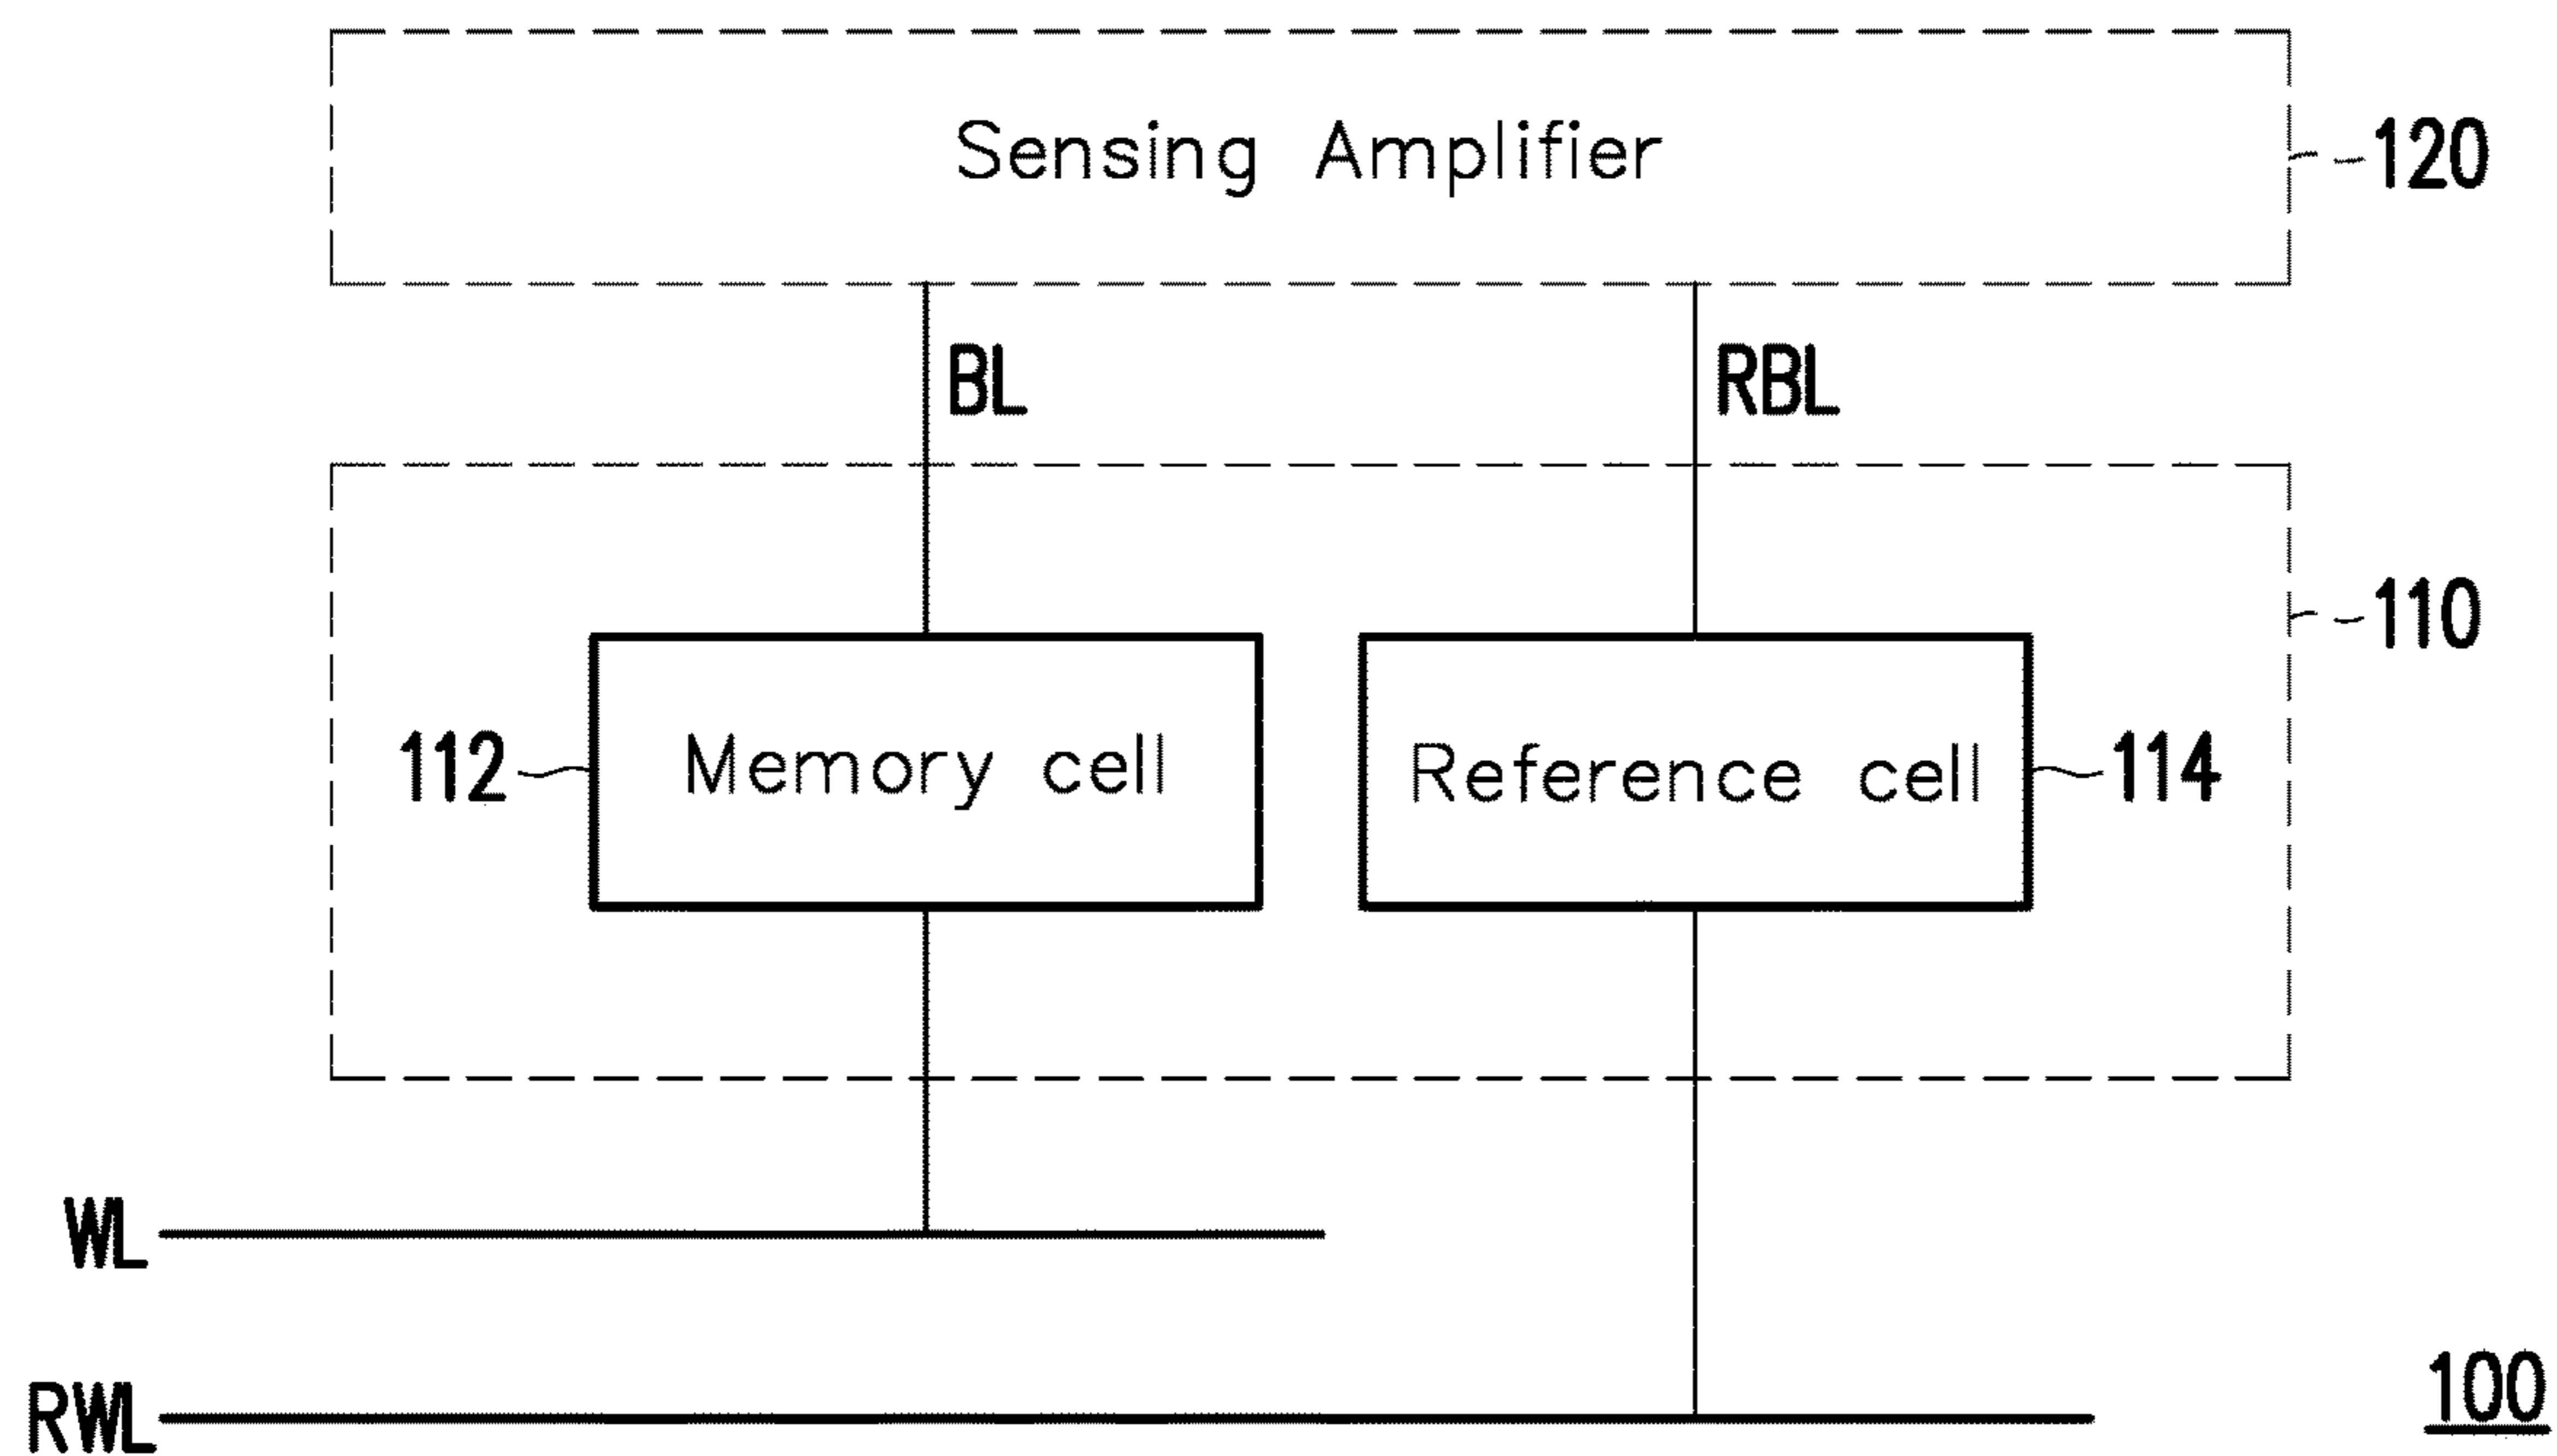 Sensing Amplifier
120
BL
RBL
110
112
Memory cell
Reference cell
114
WL
RWL
100